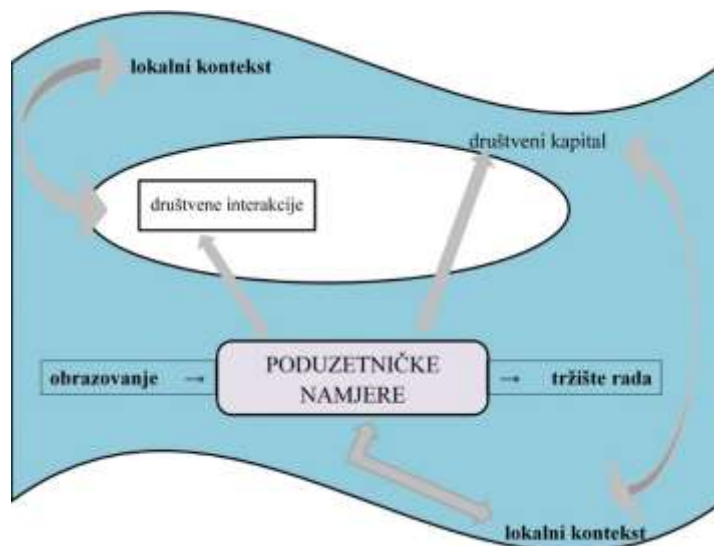 lokalni kontekst
društveni kapital
društvene interakcije
obrazovanje →
PODUZETNIČKE
NAMJERE
→ tržište rada
lokalni kontekst